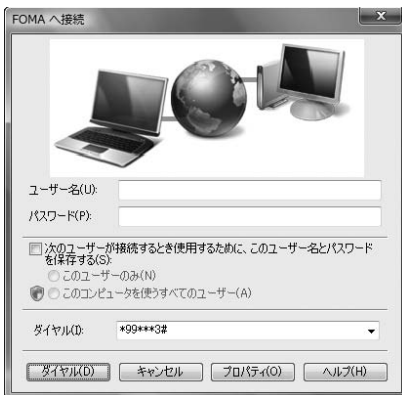 FOMA へ接続
ユーザー名(U):
パスワード(P):
次のユーザーが接続するとき使用するために、このユーザー名とパスワード
を保存する(S):
このユーザーのみ(N)
このコンピュータを使うすべてのユーザー(A)
ダイヤル(I): *99***3#
ダイヤル(D) キャンセル プロパティ(O) ヘルプ(H)